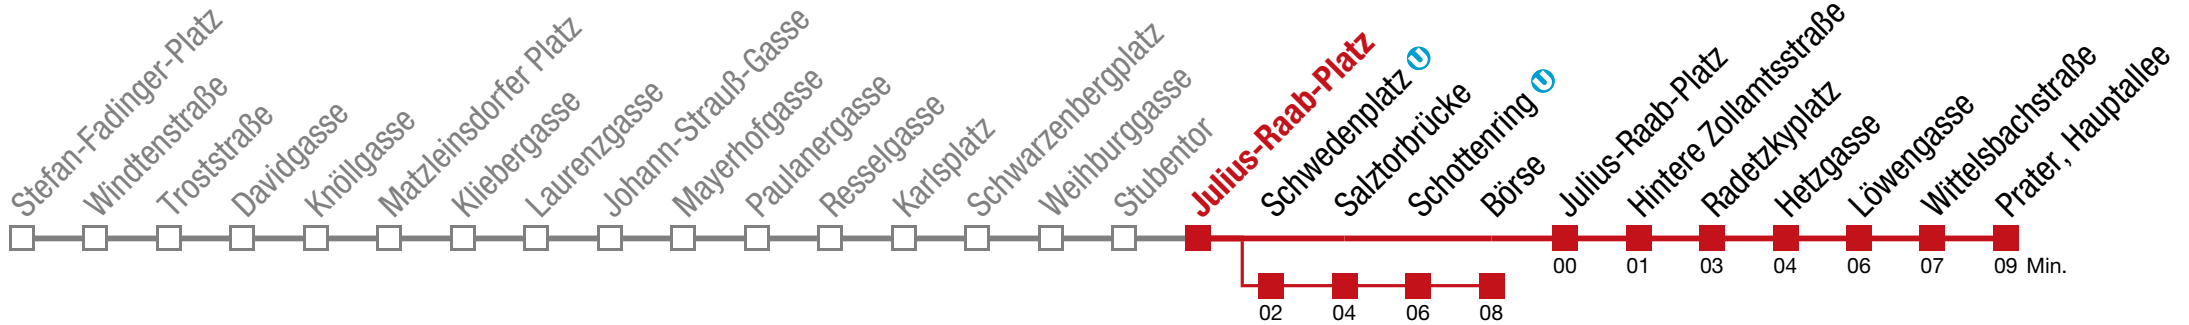 Stefan-Fadinger-Platz
Windtenstraße
Troststraße
Davidgasse
Knöllgasse
Matzleinsdorfer Platz
Kliebergasse
Laurenzgasse
Johann-Strauß-Gasse
Mayerhofgasse
Paulanergasse
Resselgasse
Karlsplatz
Schwarzenbergplatz
Weihburggasse
Stubentor
Julius-Raab-Platz
Schwedenplatz U
Salztorbrücke
Schottenring U
Börse
Julius-Raab-Platz
Hintere Zollamtsstraße
Radetzkyplatz
Hetzgasse
Löwengasse
Wittelsbachstraße
Prater, Hauptallee
00 01 03 04 06 07 09 Min.
02 04 06 08